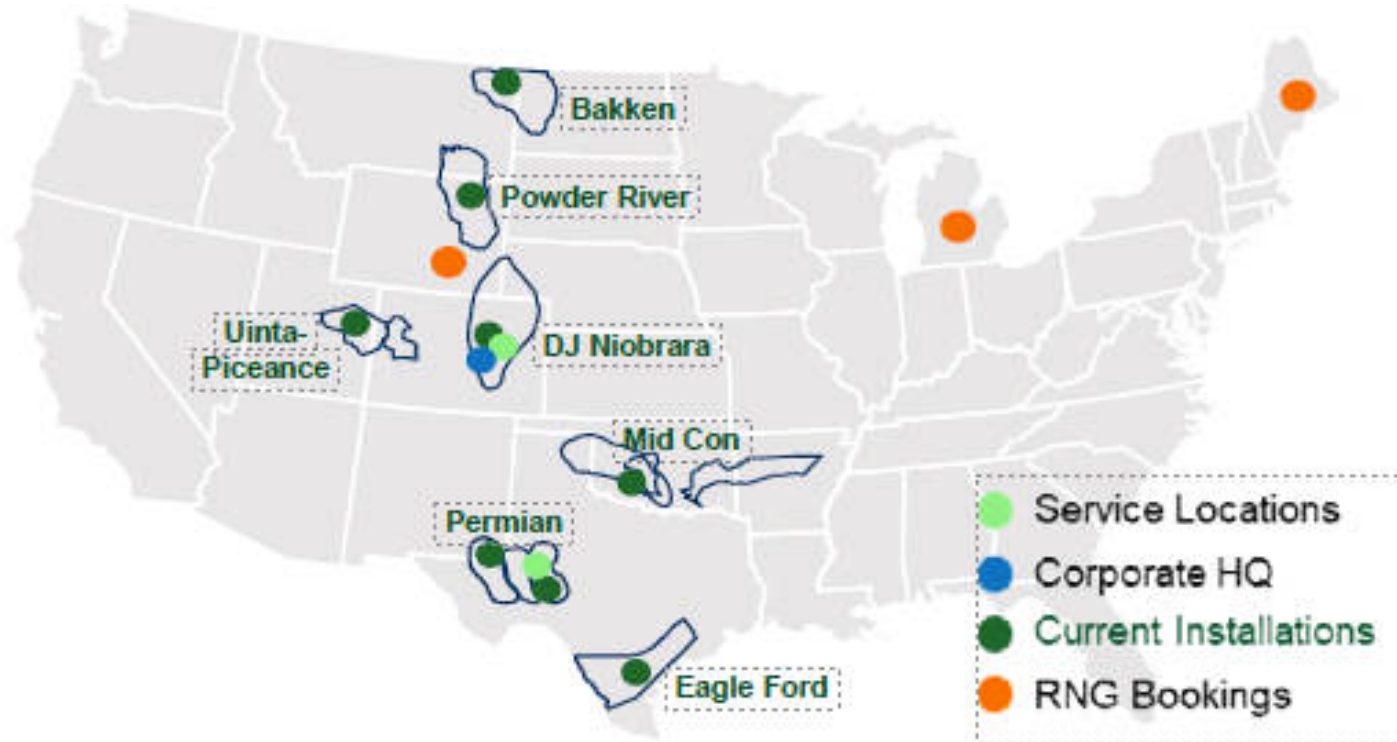 Bakken
Powder River
Uinta-
Piceance
DJ Niobrara
Mid Con
Permian
Eagle Ford
Service Locations
Corporate HQ
Current Installations
RNG Bookings